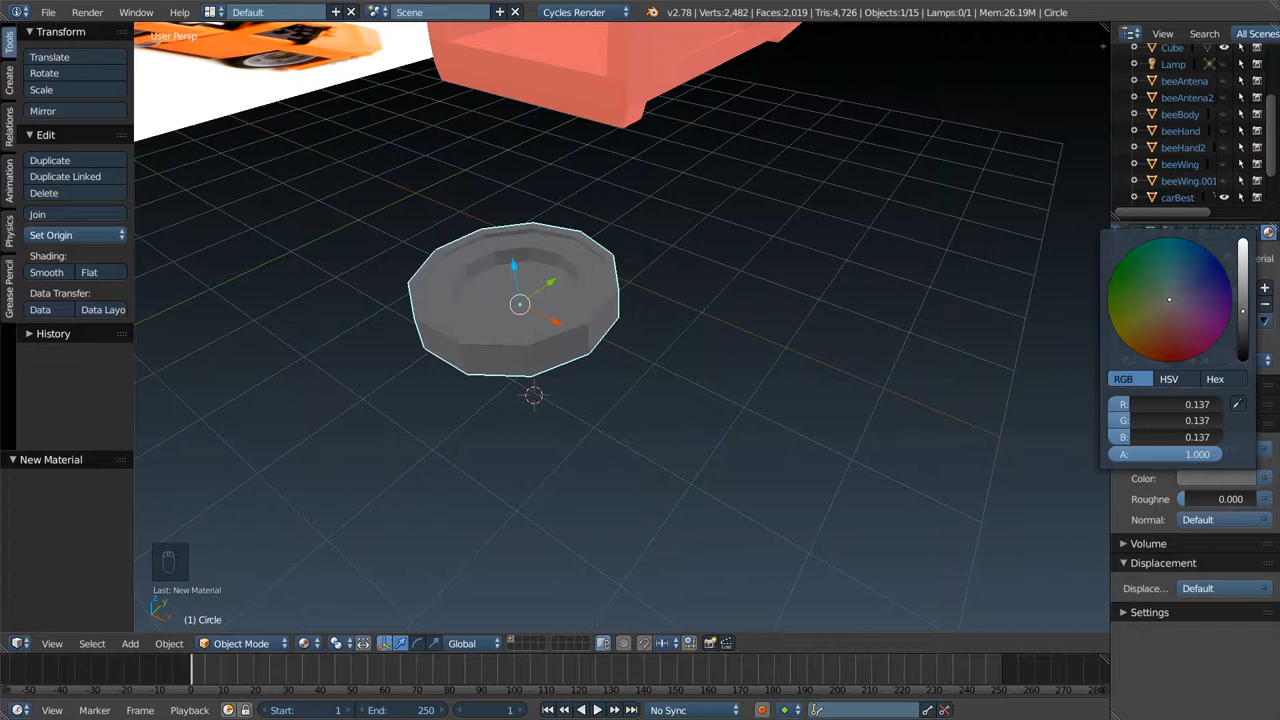 File Render Window Help Default Scene Cycles Render v2.78 | Verts:2,482 | Faces:2,019 | Tris:4,726 | Objects:1/15 | Lamps:0/1 | Mem:26.19M | Circle
Tools
Create
Relations
Animation
Physics
Grease Pencil
Transform
Translate
Rotate
Scale
Mirror
Edit
Duplicate
Duplicate Linked
Delete
Join
Set Origin
Shading:
Smooth Flat
Data Transfer:
Data Data Layo
History
New Material
User Persp
Last: New Material
(1) Circle
z
y
x
View Search All Scenes
Cube
Lamp
beeAntena
beeAntena2
beeBody
beeHand
beeHand2
beeWing
beeWing.001
carBest
RGB HSV Hex
R: 0.137
G: 0.137
B: 0.137
A: 1.000
Color:
Roughne 0.000
Normal: Default
Volume
Displacement
Displace... Default
Settings
View Select Add Object Object Mode Global
-50 -40 -30 -20 -10 0 10 20 30 40 50 60 70 80 90 100 110 120 130 140 150 160 170 180 190 200 210 220 230 240 250 260 270 280
View Marker Frame Playback Start: 1 End: 250 1 No Sync